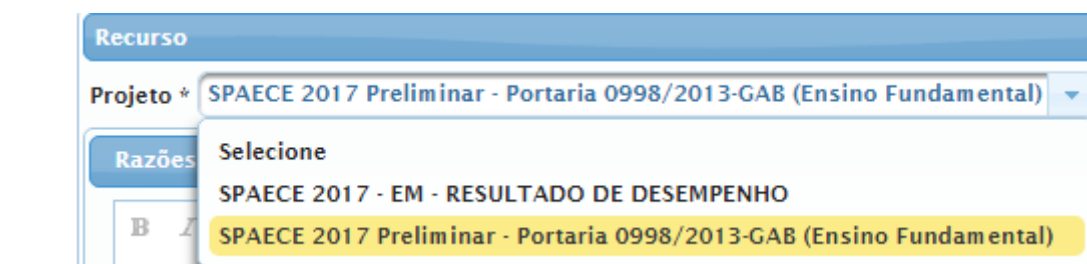 Recurso
Projeto * SPAECE 2017 Preliminar - Portaria 0998/2013-GAB (Ensino Fundamental)
Razões
Selecione
SPAECE 2017 - EM - RESULTADO DE DESEMPENHO
B I
SPAECE 2017 Preliminar - Portaria 0998/2013-GAB (Ensino Fundamental)